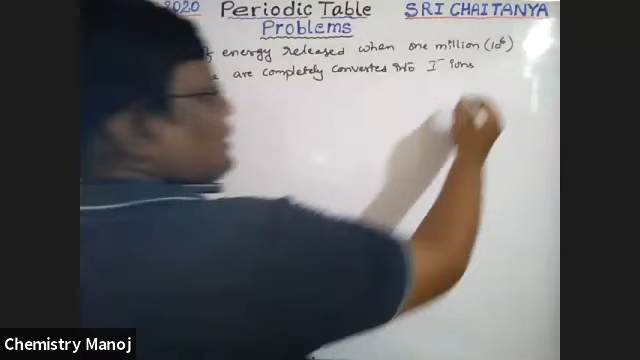 2020 Periodic Table SRI CHAITANYA
Problems
of energy released when one million (10⁶)
are completely converted into I⁻ ions
Chemistry Manoj